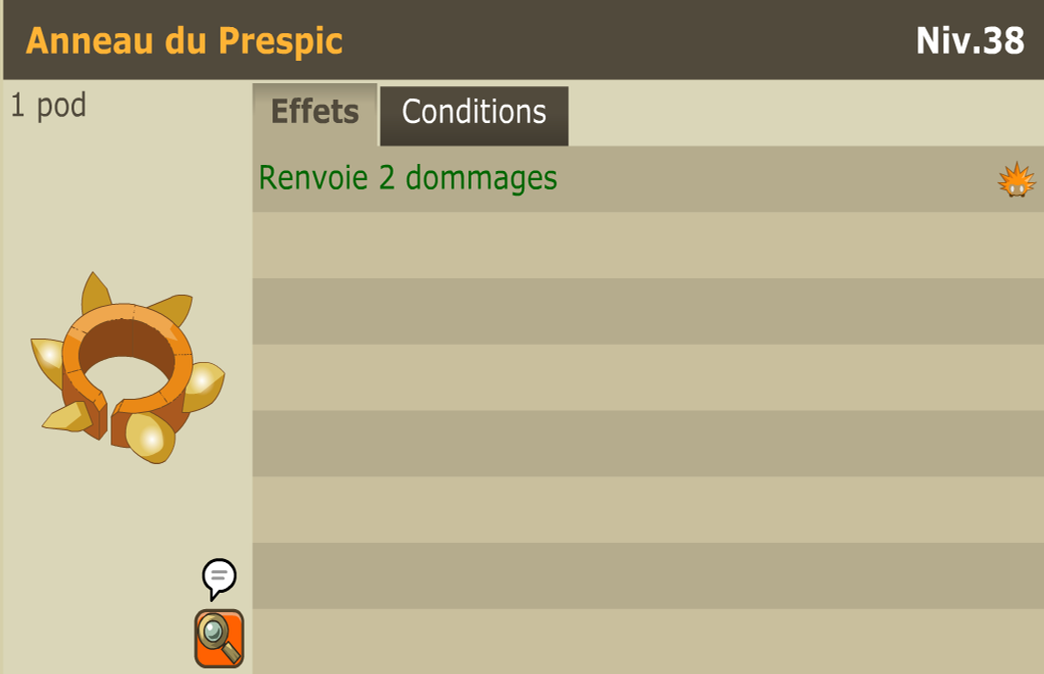 Anneau du Prespic
Niv.38
1 pod
Effets
Conditions
Renvoie 2 dommages